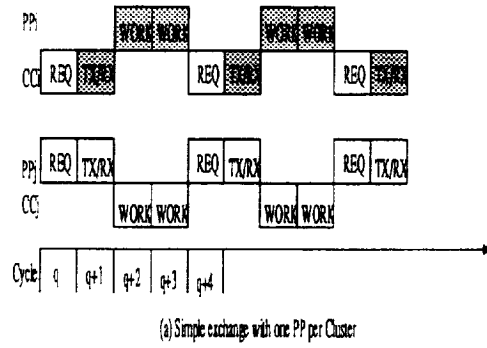 PPi WORK WORK WORK WORK
CCi REQ TX/RX REQ TX/RX REQ TX/RX
PPj REQ TX/RX REQ TX/RX REQ TX/RX
CCj WORK WORK WORK WORK
Cycle q q+1 q+2 q+3 q+4
(a) Simple exchange with one PP per Cluster